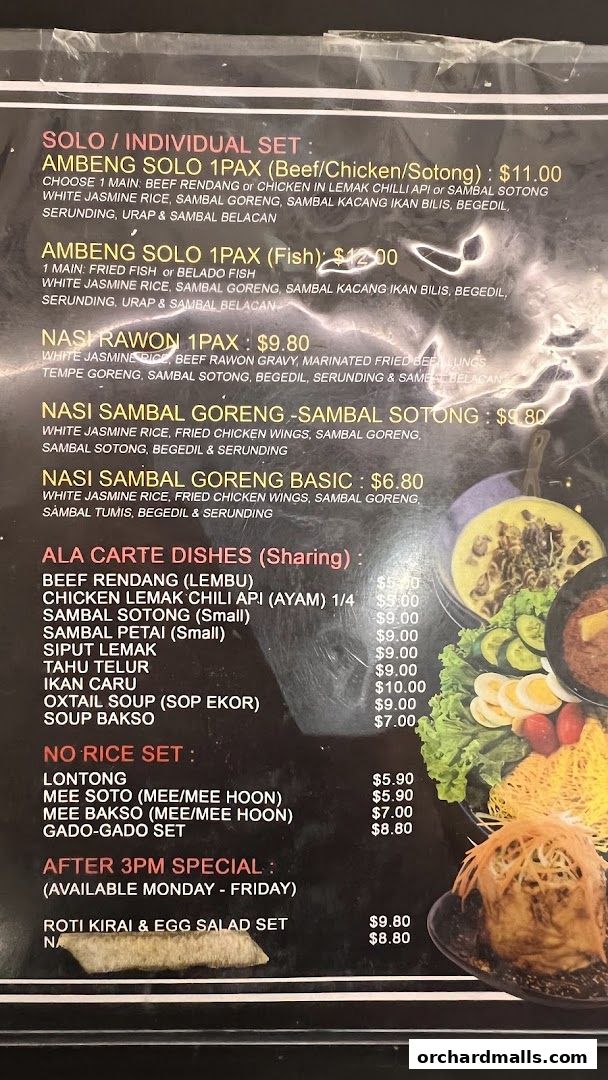 SOLO / INDIVIDUAL SET :
AMBENG SOLO 1PAX (Beef/Chicken/Sotong) : $11.00
CHOOSE 1 MAIN: BEEF RENDANG or CHICKEN IN LEMAK CHILLI API or SAMBAL SOTONG
WHITE JASMINE RICE, SAMBAL GORENG, SAMBAL KACANG IKAN BILIS, BEGEDIL,
SERUNDING, URAP & SAMBAL BELACAN
AMBENG SOLO 1PAX (Fish): $12.00
1 MAIN: FRIED FISH or BELADO FISH
WHITE JASMINE RICE, SAMBAL GORENG, SAMBAL KACANG IKAN BILIS, BEGEDIL,
SERUNDING, URAP & SAMBAL BELACAN
NASI RAWON 1PAX : $9.80
WHITE JASMINE RICE, BEEF RAWON GRAVY, MARINATED FRIED BEEF LUNGS
TEMPE GORENG, SAMBAL SOTONG, BEGEDIL, SERUNDING & SAMBAL BELACAN
NASI SAMBAL GORENG -SAMBAL SOTONG : $9.80
WHITE JASMINE RICE, FRIED CHICKEN WINGS, SAMBAL GORENG,
SAMBAL SOTONG, BEGEDIL & SERUNDING
NASI SAMBAL GORENG BASIC : $6.80
WHITE JASMINE RICE, FRIED CHICKEN WINGS, SAMBAL GORENG,
SAMBAL TUMIS, BEGEDIL & SERUNDING
ALA CARTE DISHES (Sharing) :
BEEF RENDANG (LEMBU)
CHICKEN LEMAK CHILI API (AYAM) 1/4 $5.00
SAMBAL SOTONG (Small) $9.00
SAMBAL PETAI (Small) $9.00
SIPUT LEMAK $9.00
TAHU TELUR $9.00
IKAN CARU $10.00
OXTAIL SOUP (SOP EKOR) $9.00
SOUP BAKSO $7.00
NO RICE SET :
LONTONG $5.90
MEE SOTO (MEE/MEE HOON) $5.90
MEE BAKSO (MEE/MEE HOON) $7.00
GADO-GADO SET $8.80
AFTER 3PM SPECIAL :
(AVAILABLE MONDAY - FRIDAY)
ROTI KIRAI & EGG SALAD SET $9.80
$8.80
orchardmalls.com